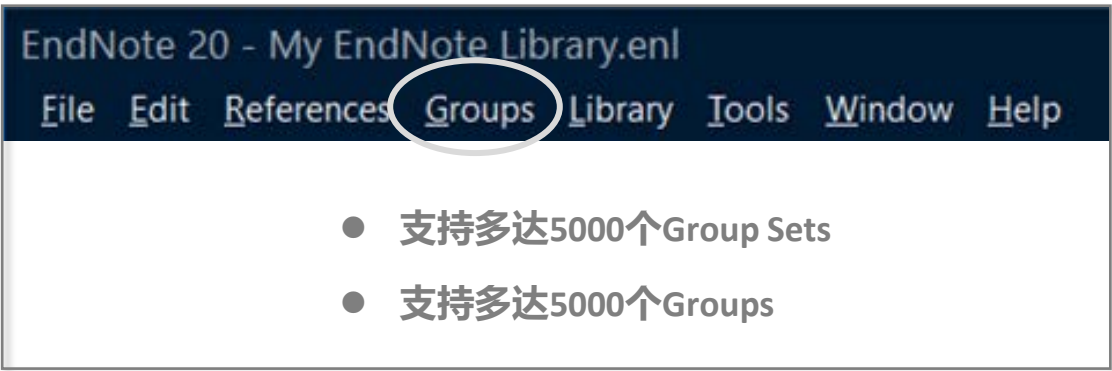 EndNote 20 - My EndNote Library.enl
File Edit References Groups Library Tools Window Help
● 支持多达5000个Group Sets
● 支持多达5000个Groups